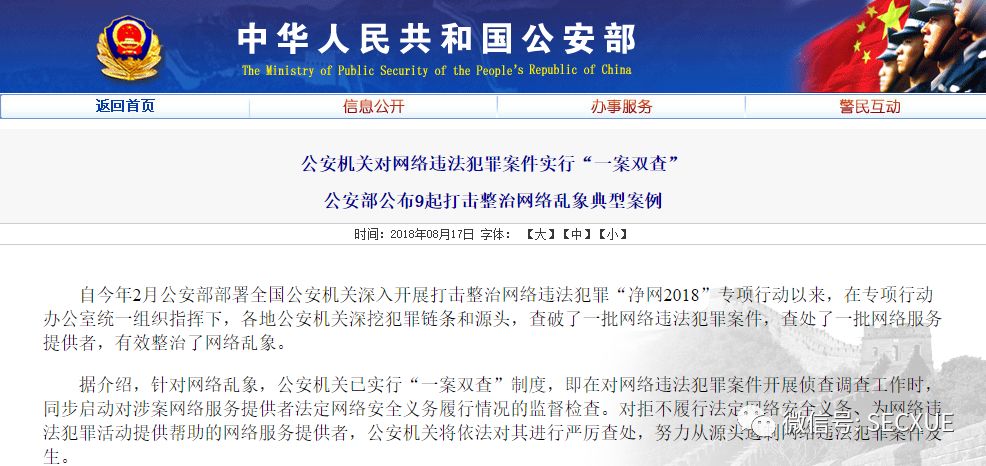 中华人民共和国公安部
The Ministry of Public Security of the People's Republic of China
返回首页 信息公开 办事服务 警民互动
公安机关对网络违法犯罪案件实行“一案双查”
公安部公布9起打击整治网络乱象典型案例
时间：2018年08月17日 字体： 【大】【中】【小】
自今年2月公安部部署全国公安机关深入开展打击整治网络违法犯罪“净网2018”专项行动以来，在专项行动
办公室统一组织指挥下，各地公安机关深挖犯罪链条和源头，查破了一批网络违法犯罪案件，查处了一批网络服务
提供者，有效整治了网络乱象。
据介绍，针对网络乱象，公安机关已实行“一案双查”制度，即在对网络违法犯罪案件开展侦查调查工作时，
同步启动对涉案网络服务提供者法定网络安全义务履行情况的监督检查。对拒不履行法定网络安全义务、为网络违
法犯罪活动提供帮助的网络服务提供者，公安机关将依法对其进行严厉查处，努力从源头遏制网络违法犯罪案件发
生。
微信号: SECXUE